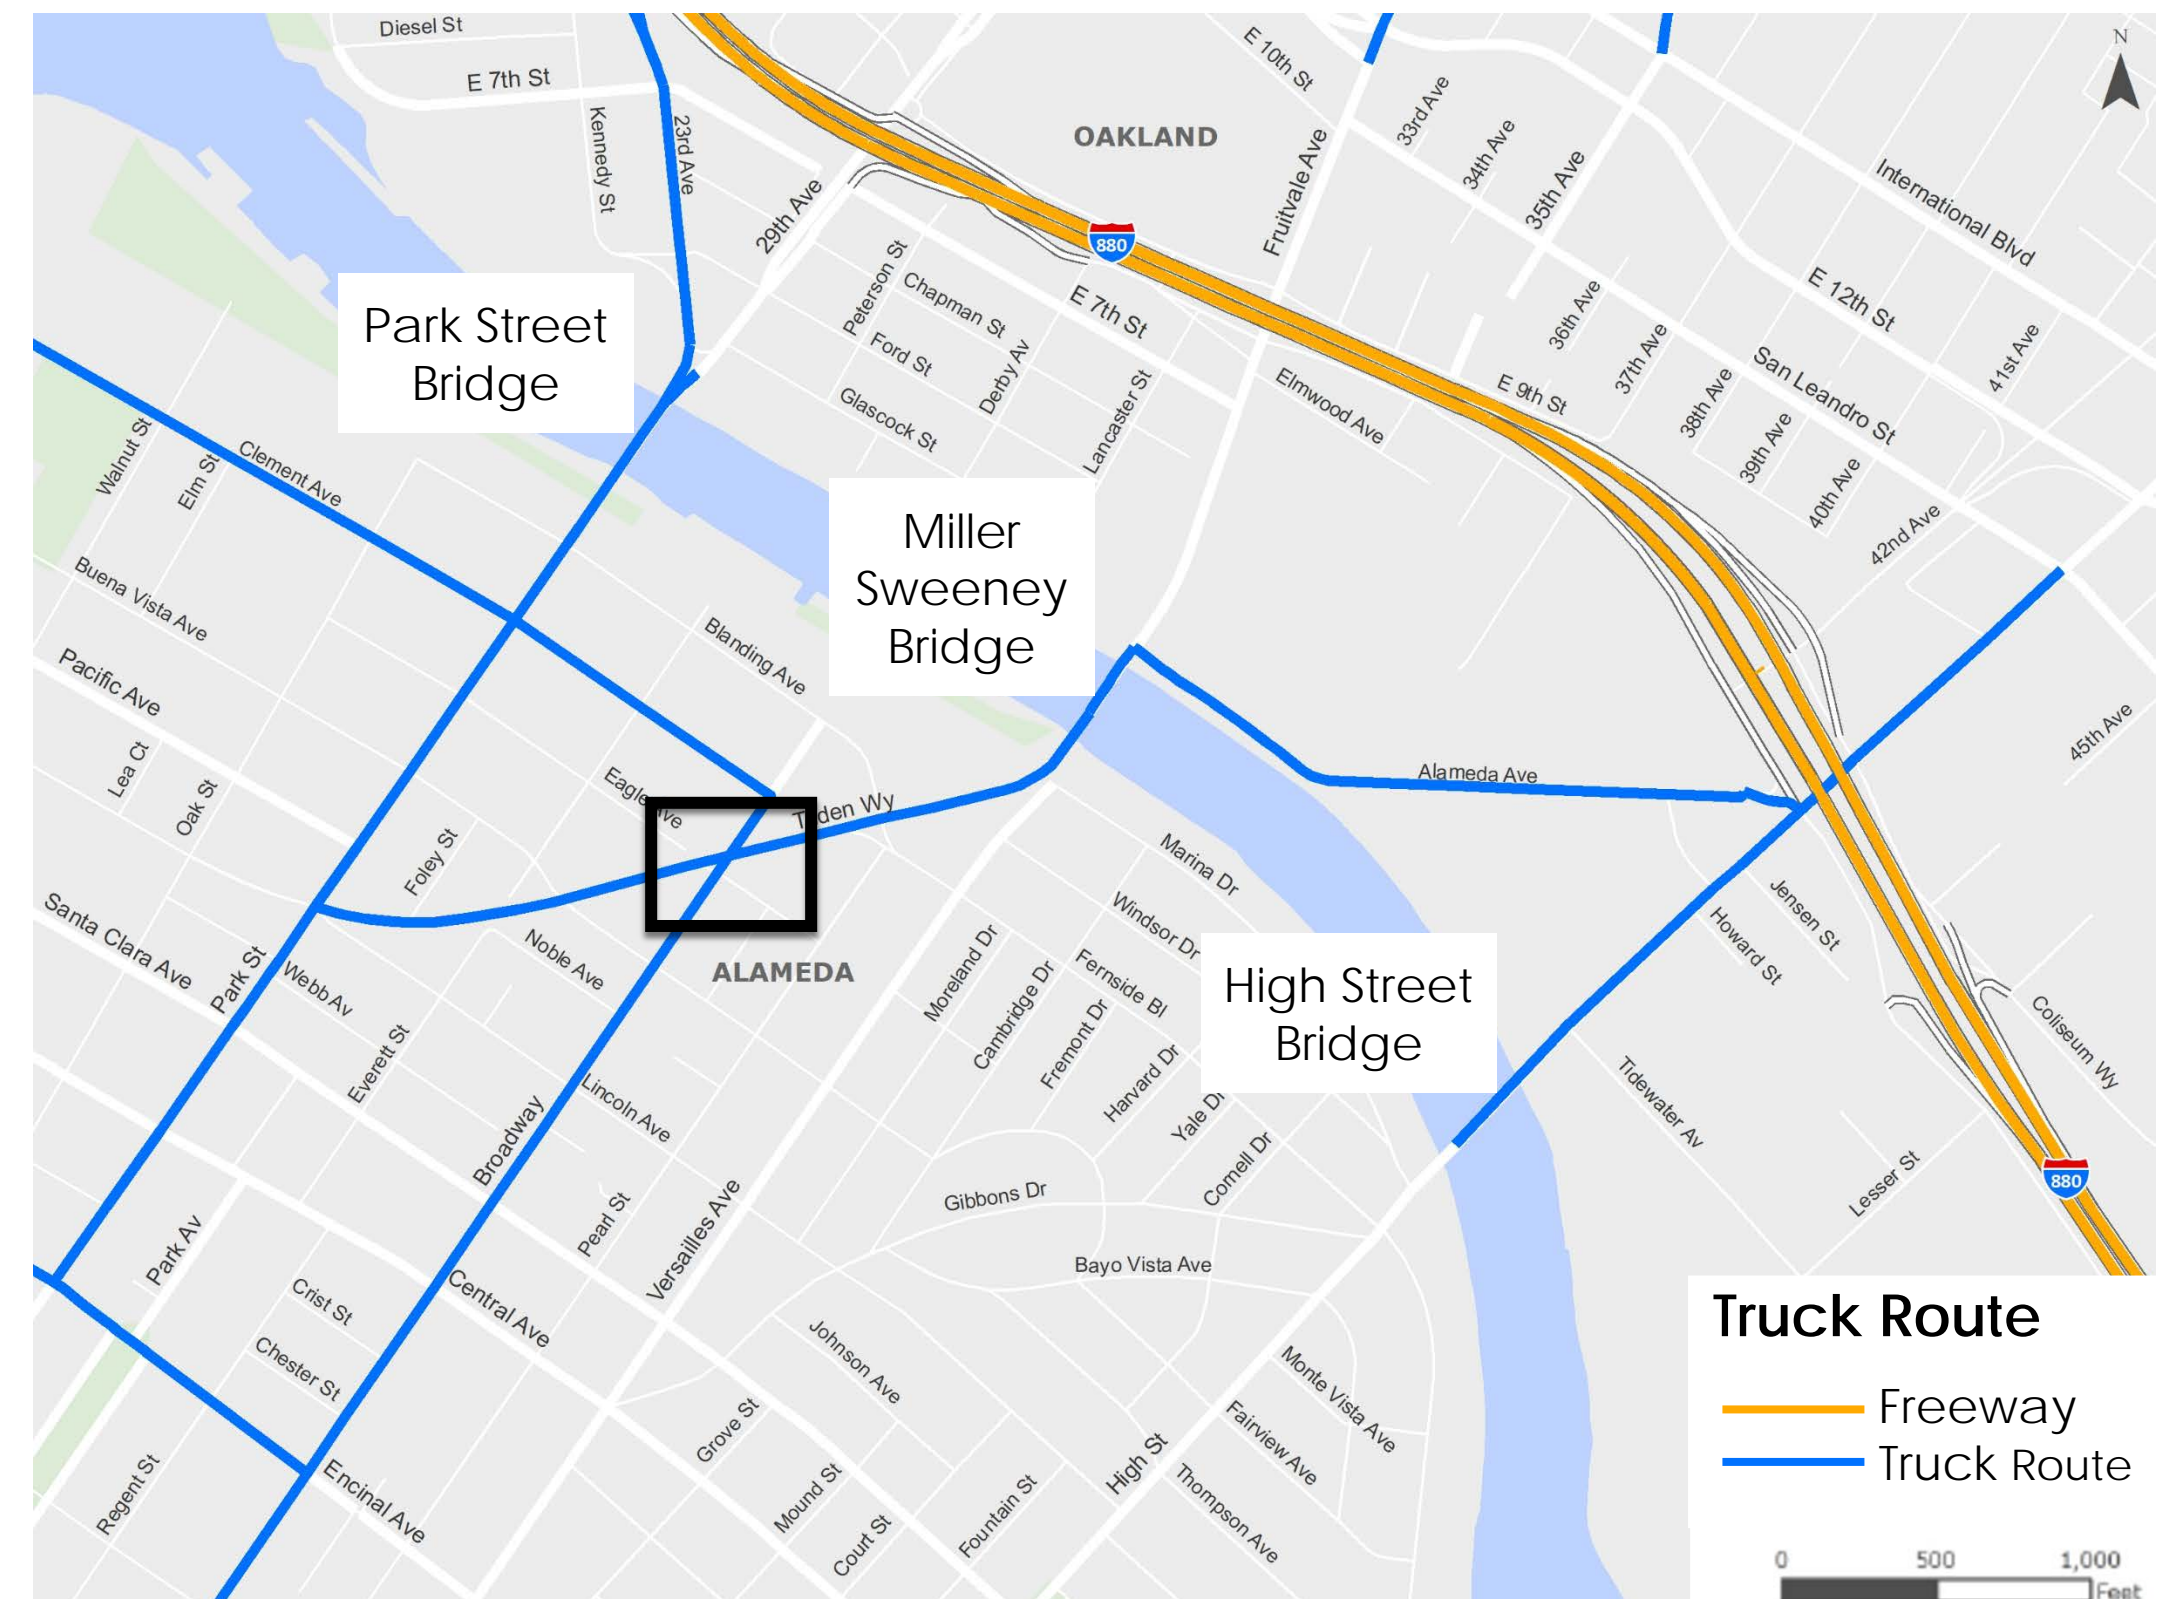 Diesel St
E 7th St
Kennedy St
23rd Ave
29th Ave
E 10th St
OAKLAND
Fruitvale Ave
33rd Ave
34th Ave
35th Ave
International Blvd
N
880
Peterson St
Chapman St
Ford St
Glascock St
Derby Av
E 7th St
Lancaster St
Elmwood Ave
E 9th St
36th Ave
37th Ave
38th Ave
39th Ave
40th Ave
San Leandro St
E 12th St
41st Ave
42nd Ave
45th Ave
Park Street
Bridge
Miller
Sweeney
Bridge
Walnut St
Elm St
Clement Ave
Buena Vista Ave
Pacific Ave
Blanding Ave
Lea Ct
Oak St
Foley St
Alameda Ave
Marina Dr
Windsor Dr
Fernside Bl
Moreland Dr
Cambridge Dr
Fremont Dr
Harvard Dr
Yale Dr
Cornell Dr
High Street
Bridge
Jensen St
Howard St
Tidewater Av
Coliseum Wy
Lesser St
880
Santa Clara Ave
Park St
Webb Av
Everett St
Noble Ave
ALAMEDA
Lincoln Ave
Broadway
Pearl St
Versailles Ave
Gibbons Dr
Bayo Vista Ave
Park Av
Crist St
Chester St
Central Ave
Regent St
Encinal Ave
Johnson Ave
Grove St
Mound St
Court St
Fountain St
High St
Monte Vista Ave
Fairview Ave
Thompson Ave
Truck Route
Freeway
Truck Route
0 500 1,000
Feet